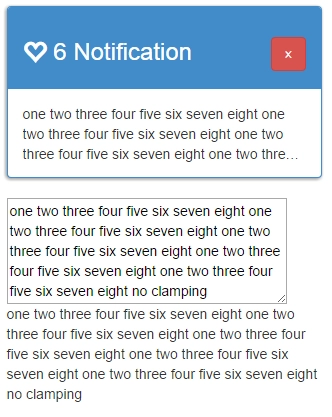 6 Notification
x
one two three four five six seven eight one
two three four five six seven eight one two
three four five six seven eight one two thre...
one two three four five six seven eight one
two three four five six seven eight one two
three four five six seven eight one two three
four five six seven eight one two three four
five six seven eight no clamping
one two three four five six seven eight one two
three four five six seven eight one two three four
five six seven eight one two three four five six
seven eight one two three four five six seven eight
no clamping